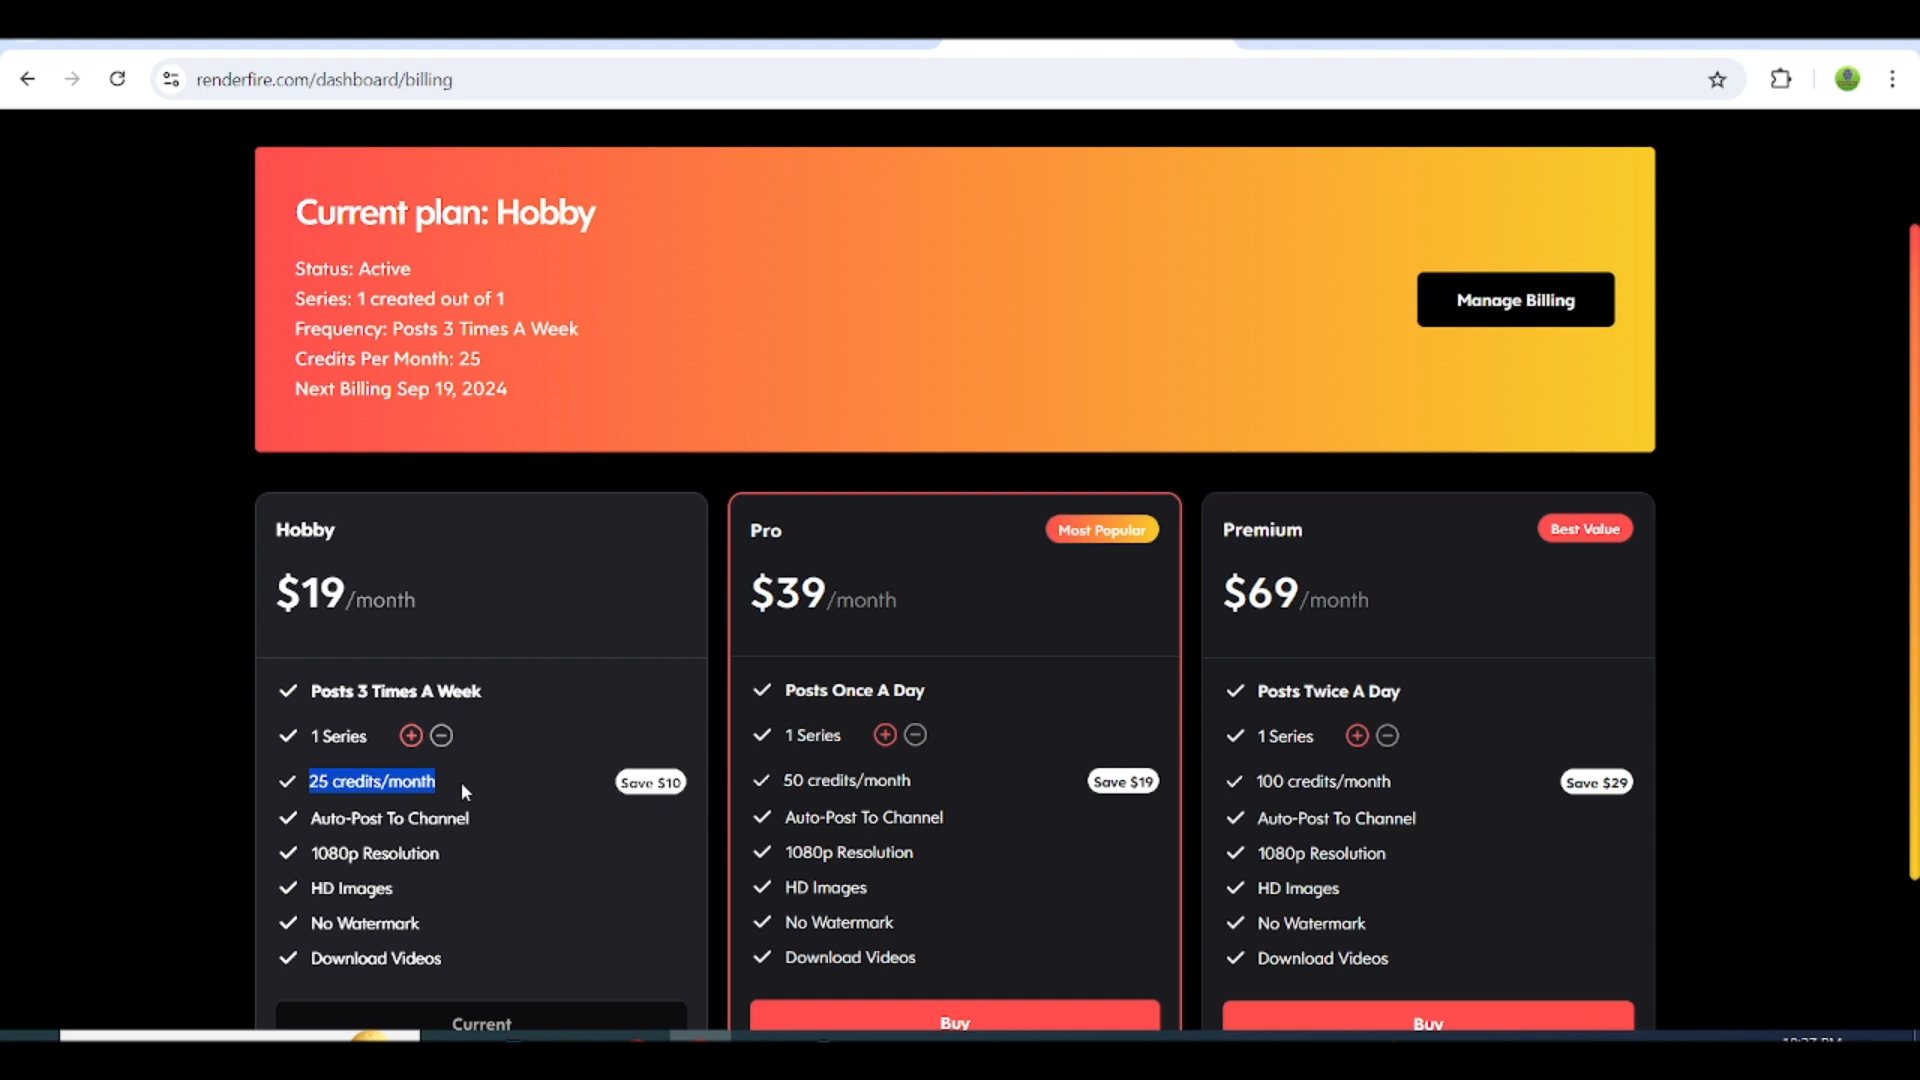 renderfire.com/dashboard/billing
Current plan: Hobby
Status: Active
Series: 1 created out of 1
Frequency: Posts 3 Times A Week
Credits Per Month: 25
Next Billing Sep 19, 2024
Manage Billing
Hobby
$19/month
Posts 3 Times A Week
1 Series
25 credits/month
Save $10
Auto-Post To Channel
1080p Resolution
HD Images
No Watermark
Download Videos
Current
Pro
Most Popular
$39/month
Posts Once A Day
1 Series
50 credits/month
Save $19
Auto-Post To Channel
1080p Resolution
HD Images
No Watermark
Download Videos
Buy
Premium
Best Value
$69/month
Posts Twice A Day
1 Series
100 credits/month
Save $29
Auto-Post To Channel
1080p Resolution
HD Images
No Watermark
Download Videos
Buy